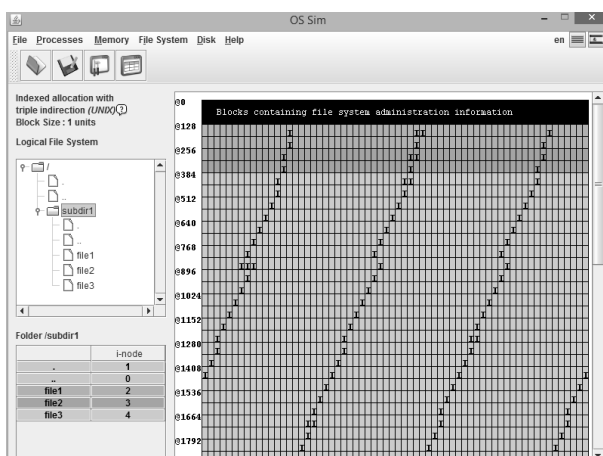 OS Sim
File Processes Memory File System Disk Help
en
Indexed allocation with
triple indirection (UNIX)
Block Size : 1 units
Logical File System
/
.
..
subdir1
.
..
file1
file2
file3
Folder /subdir1
i-node
. 1
.. 0
file1 2
file2 3
file3 4
@0
Blocks containing file system administration information
@128
@256
@384
@512
@640
@768
@896
@1024
@1152
@1280
@1408
@1536
@1664
@1792